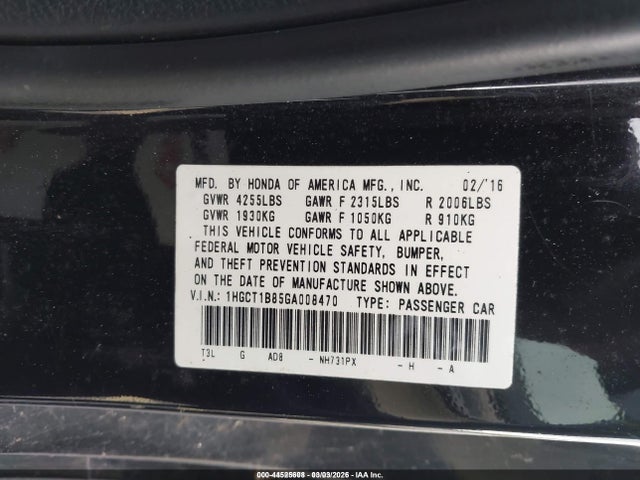 MFD. BY HONDA OF AMERICA MFG., INC. 02/'16
GVWR 4255LBS GAWR F 2315LBS R 2006LBS
GVWR 1930KG GAWR F 1050KG R 910KG
THIS VEHICLE CONFORMS TO ALL APPLICABLE
FEDERAL MOTOR VEHICLE SAFETY, BUMPER,
AND THEFT PREVENTION STANDARDS IN EFFECT
ON THE DATE OF MANUFACTURE SHOWN ABOVE.
V.I.N.: 1HGCT1B85GA008470 TYPE: PASSENGER CAR
T3L G AD8 - NH731PX - H - A
000-44525608 - 03/03/2026 - IAA Inc.